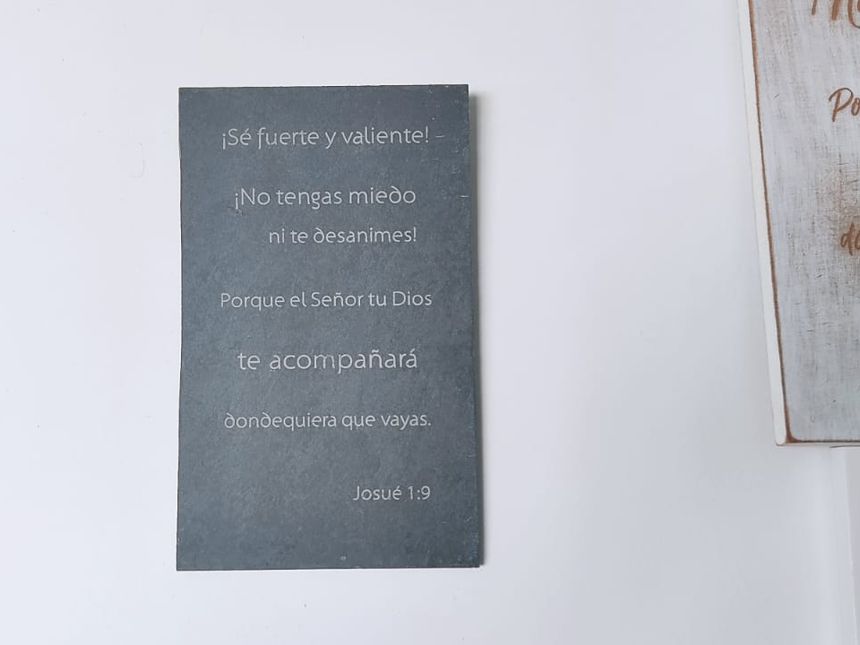 ¡Sé fuerte y valiente!
¡No tengas miedo
ni te desanimes!
Porque el Señor tu Dios
te acompañará
dondequiera que vayas.
Josué 1:9